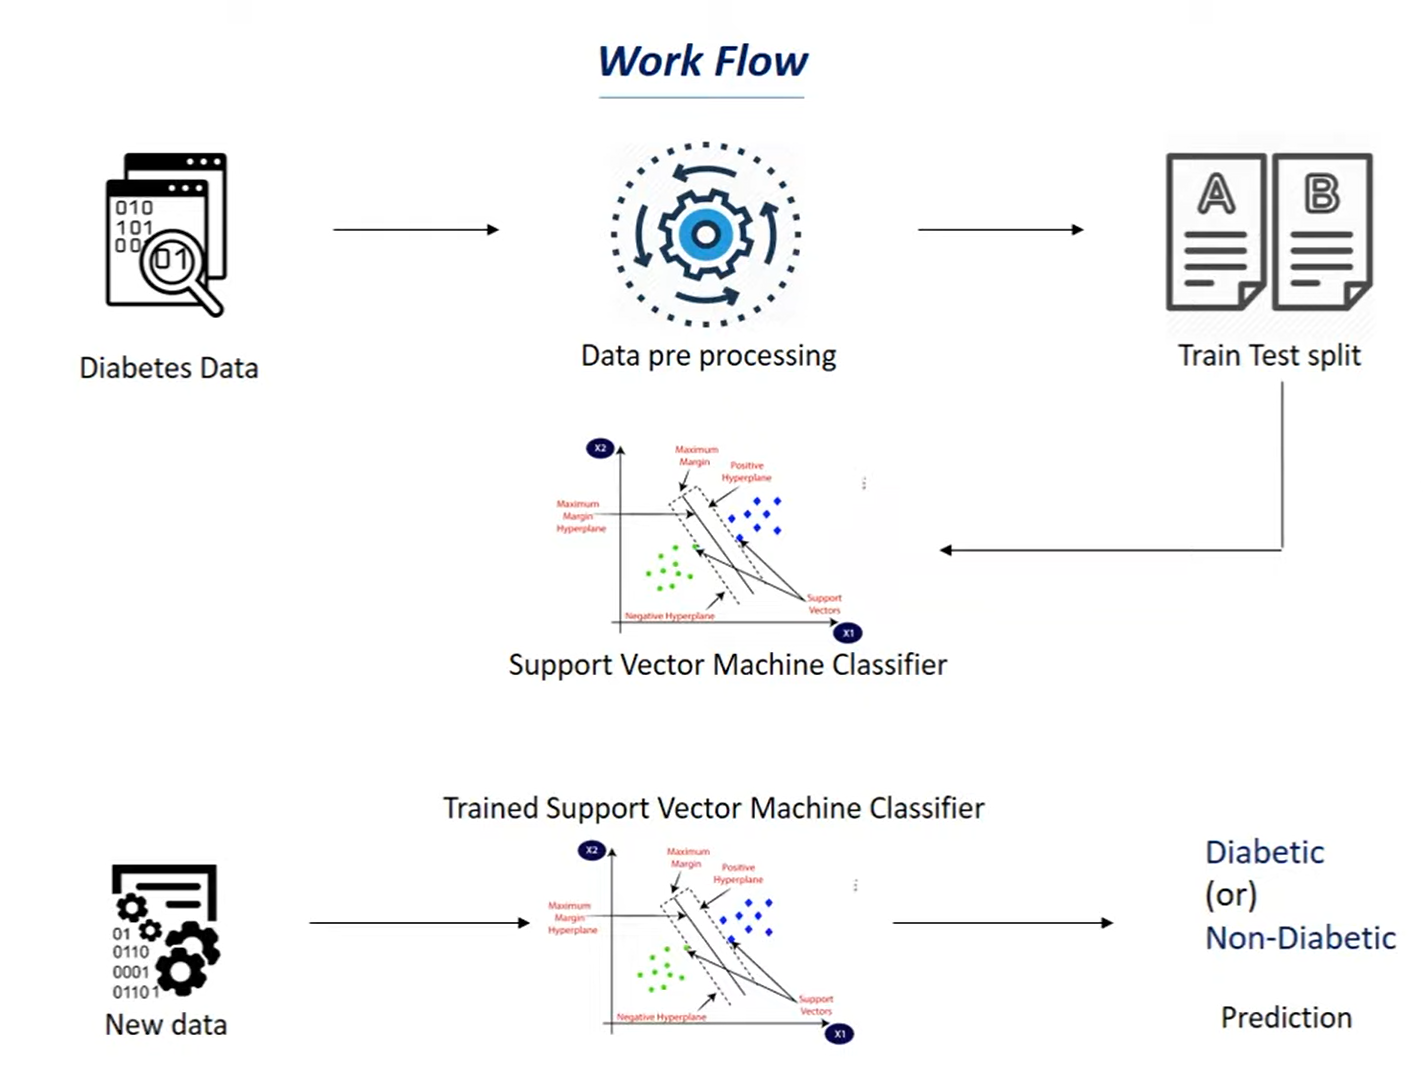 Work Flow
010
101
00
01
A
B
Diabetes Data
Data pre processing
Train Test split
X2
Maximum
Margin
Positive
Hyperplane
Maximum
Margin
Hyperplane
Support
Vectors
Negative Hyperplane
X1
Support Vector Machine Classifier
Trained Support Vector Machine Classifier
X2
Maximum
Margin
Positive
Hyperplane
Maximum
Margin
Hyperplane
Support
Vectors
Negative Hyperplane
X1
01
0110
0001
01101
New data
Diabetic
(or)
Non-Diabetic
Prediction